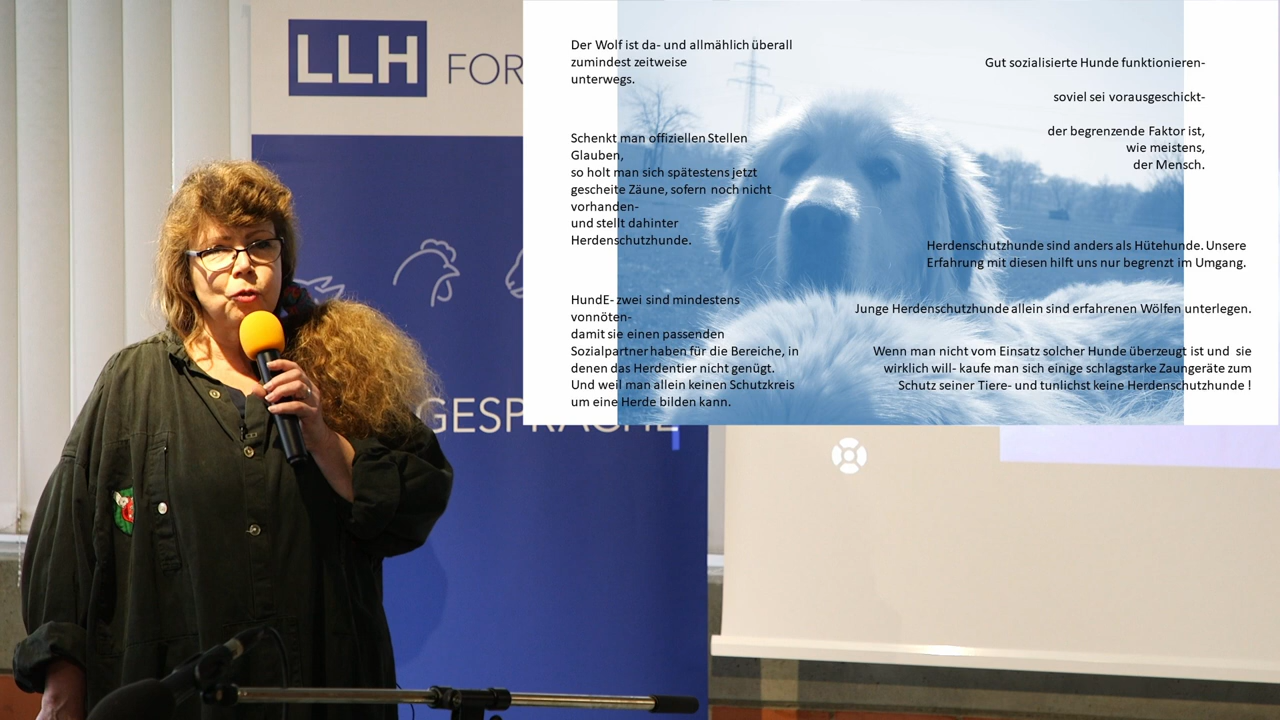 LLH FOR
GESPRÄCHE
Der Wolf ist da- und allmählich überall
zumindest zeitweise
unterwegs.
Schenkt man offiziellen Stellen
Glauben,
so holt man sich spätestens jetzt
gescheite Zäune, sofern noch nicht
vorhanden-
und stellt dahinter
Herdenschutzhunde.
HundE- zwei sind mindestens
vonnöten-
damit sie einen passenden
Sozialpartner haben für die Bereiche, in
denen das Herdentier nicht genügt.
Und weil man allein keinen Schutzkreis
um eine Herde bilden kann.
Gut sozialisierte Hunde funktionieren-
soviel sei vorausgeschickt-
der begrenzende Faktor ist,
wie meistens,
der Mensch.
Herdenschutzhunde sind anders als Hütehunde. Unsere
Erfahrung mit diesen hilft uns nur begrenzt im Umgang.
Junge Herdenschutzhunde allein sind erfahrenen Wölfen unterlegen.
Wenn man nicht vom Einsatz solcher Hunde überzeugt ist und sie
wirklich will- kaufe man sich einige schlagstarke Zaungeräte zum
Schutz seiner Tiere- und tunlichst keine Herdenschutzhunde !